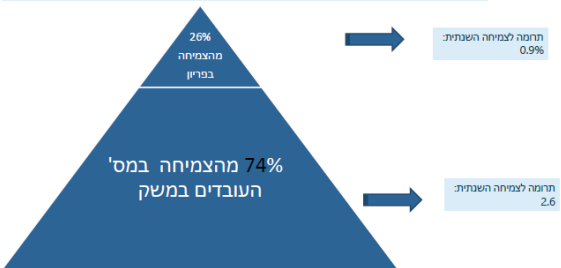 26%
מהצמיחה
בפריון
תרומה לצמיחה השנתית:
0.9%
74% מהצמיחה במס'
העובדים במשק
תרומה לצמיחה השנתית:
2.6